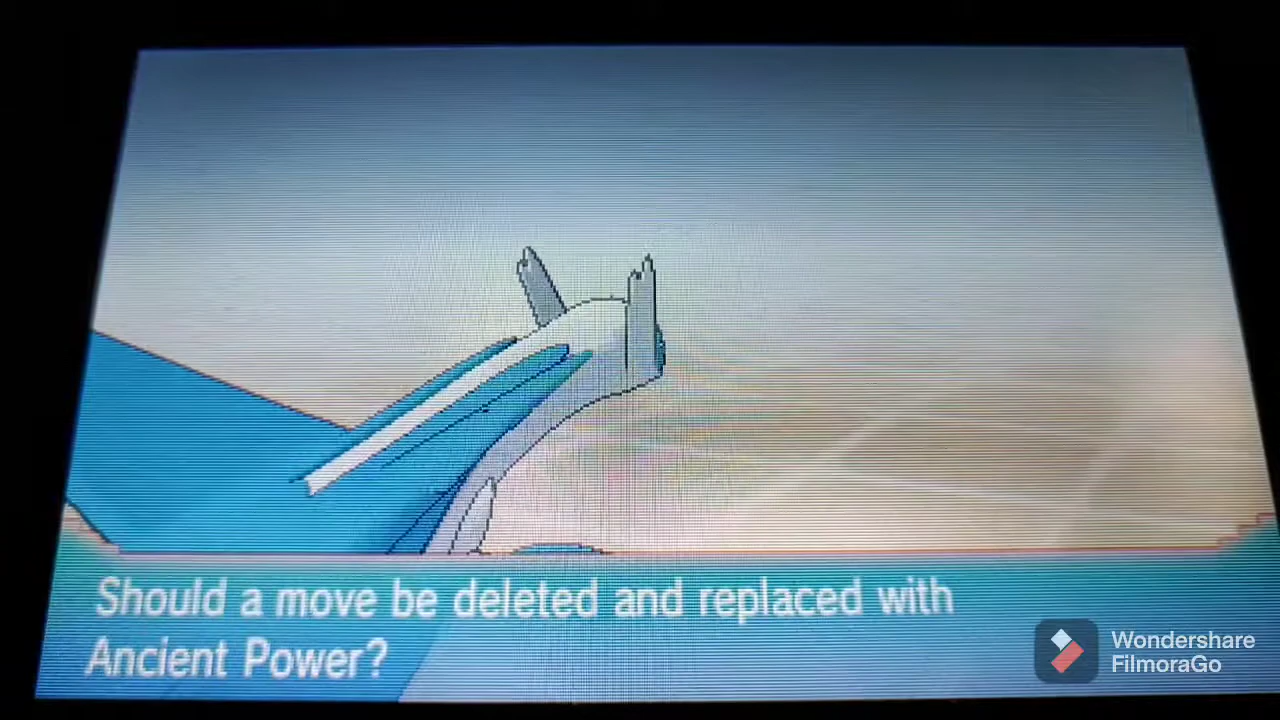 Should a move be deleted and replaced with
Ancient Power?
Wondershare
FilmoraGo